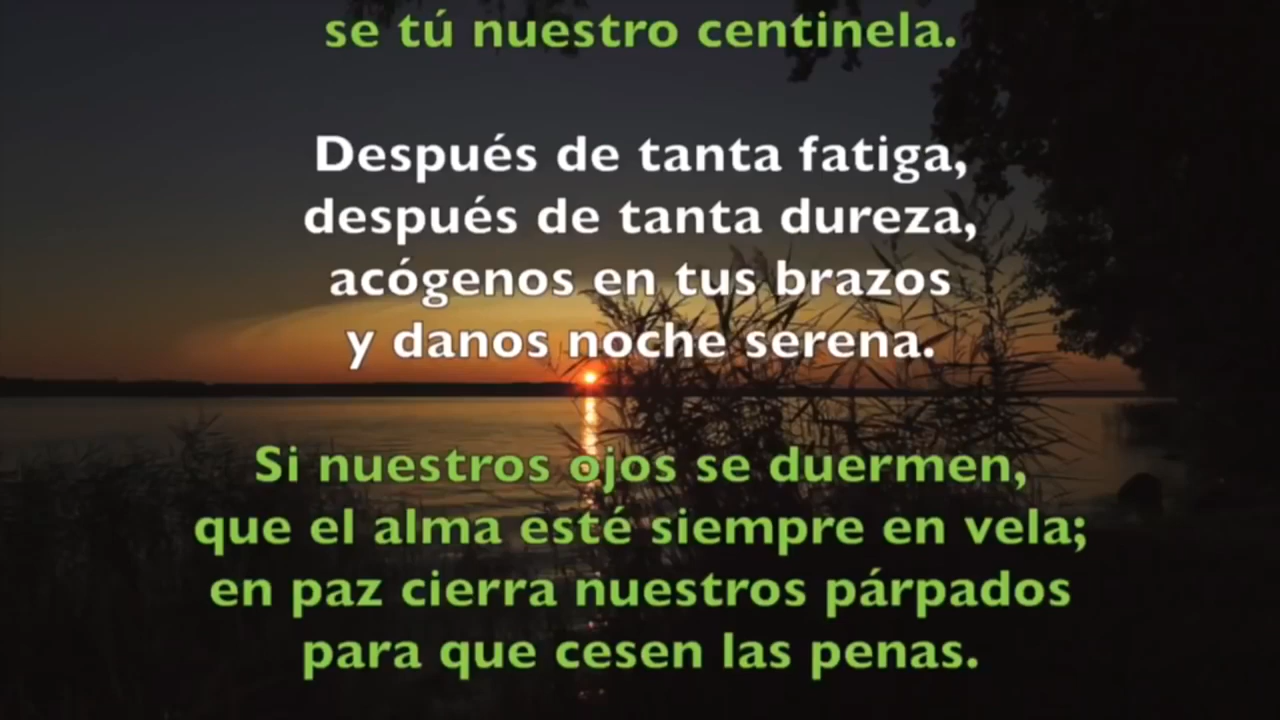 se tú nuestro centinela.
Después de tanta fatiga,
después de tanta dureza,
acógenos en tus brazos
y danos noche serena.
Si nuestros ojos se duermen,
que el alma esté siempre en vela;
en paz cierra nuestros párpados
para que cesen las penas.